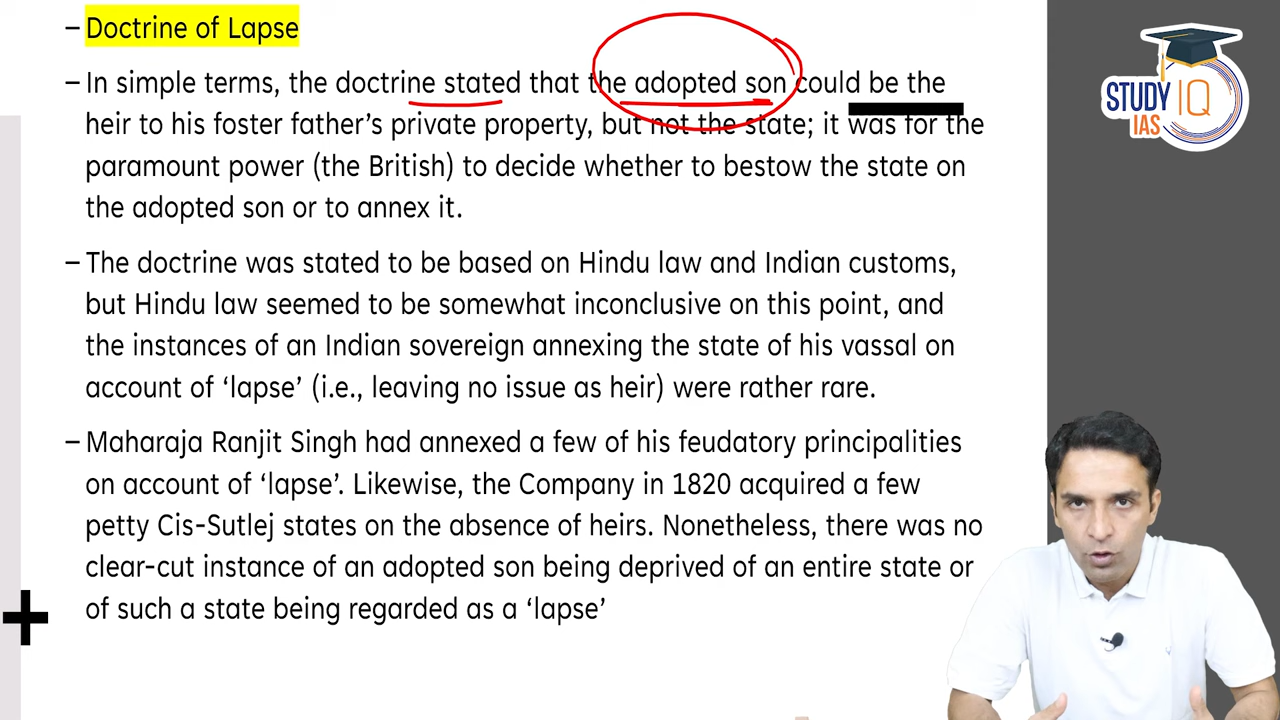 – Doctrine of Lapse
– In simple terms, the doctrine stated that the adopted son could be the
heir to his foster father’s private property, but not the state; it was for the
paramount power (the British) to decide whether to bestow the state on
the adopted son or to annex it.
– The doctrine was stated to be based on Hindu law and Indian customs,
but Hindu law seemed to be somewhat inconclusive on this point, and
the instances of an Indian sovereign annexing the state of his vassal on
account of ‘lapse’ (i.e., leaving no issue as heir) were rather rare.
– Maharaja Ranjit Singh had annexed a few of his feudatory principalities
on account of ‘lapse’. Likewise, the Company in 1820 acquired a few
petty Cis-Sutlej states on the absence of heirs. Nonetheless, there was no
clear-cut instance of an adopted son being deprived of an entire state or
of such a state being regarded as a ‘lapse’
STUDY IQ
IAS